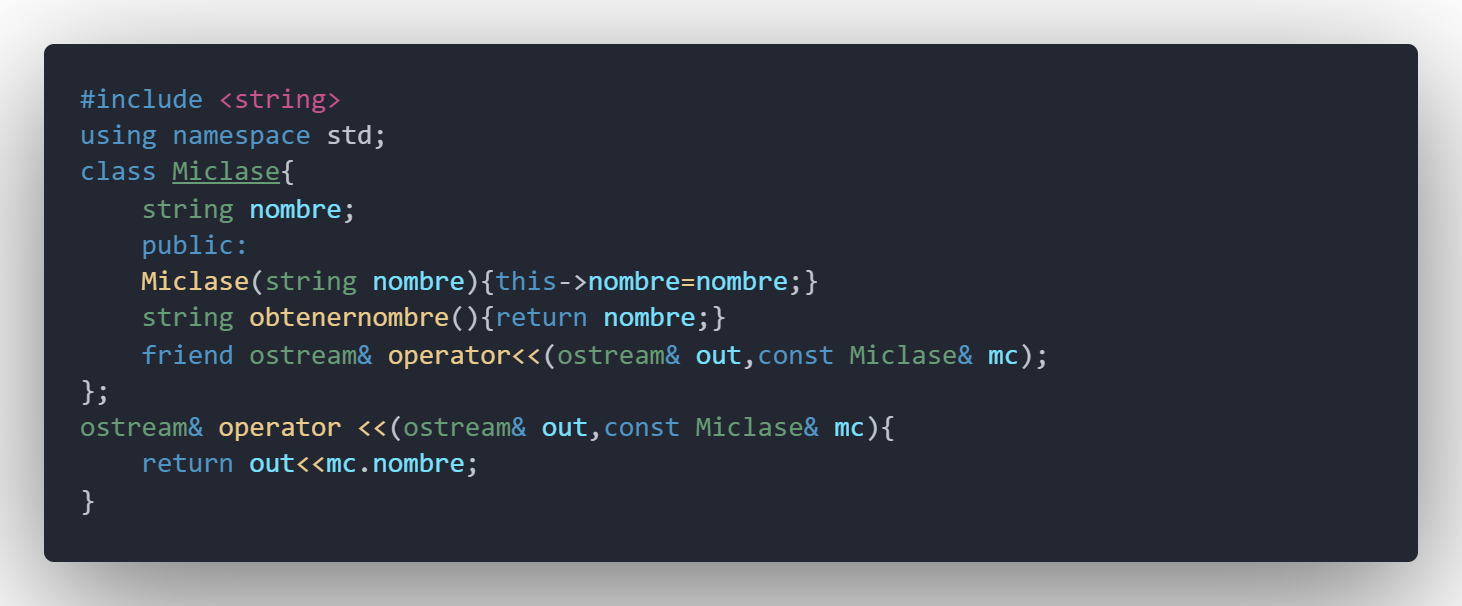 #include <string>
using namespace std;
class Miclase{
    string nombre;
    public:
    Miclase(string nombre){this->nombre=nombre;}
    string obtenernombre(){return nombre;}
    friend ostream& operator<<(ostream& out,const Miclase& mc);
};
ostream& operator <<(ostream& out,const Miclase& mc){
    return out<<mc.nombre;
}